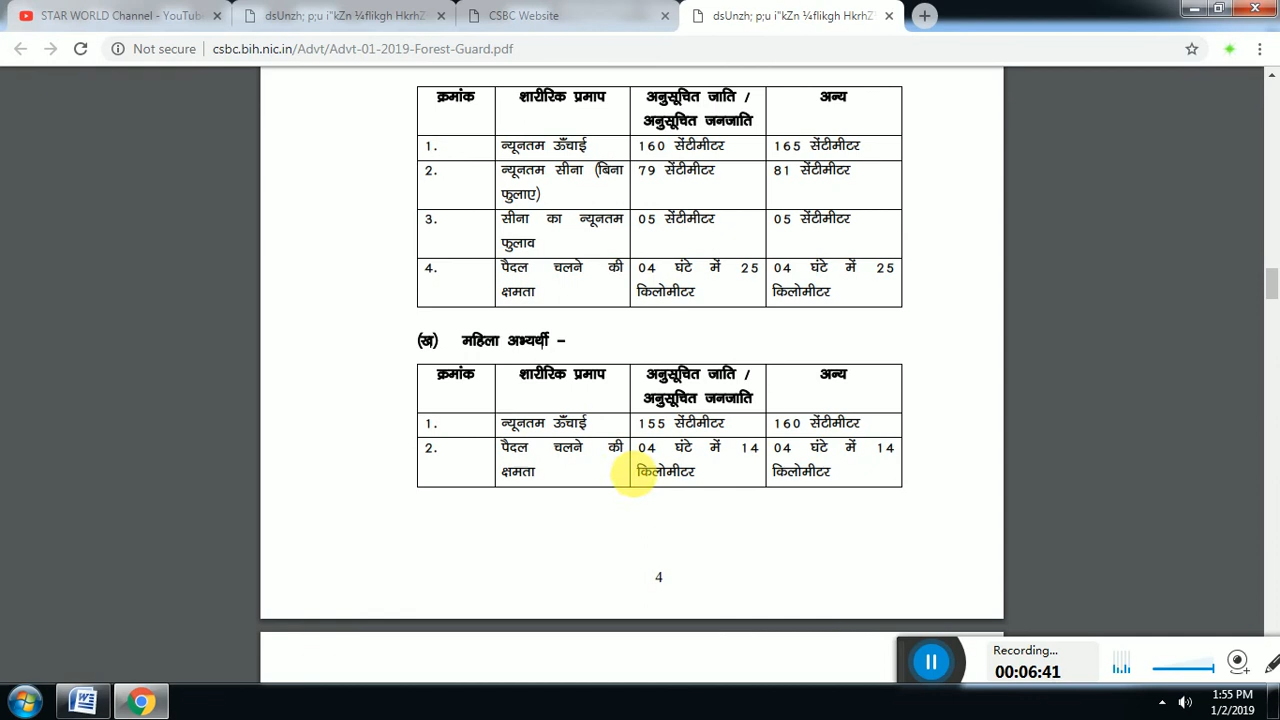 STAR WORLD Channel - YouTube
dsUnzh; p;u i"kZn ¼flikgh HkrhZ
CSBC Website
dsUnzh; p;u i"kZn ¼flikgh HkrhZ
Not secure
csbc.bih.nic.in/Advt/Advt-01-2019-Forest-Guard.pdf
क्रमांक शारीरिक प्रमाप अनुसूचित जाति / अन्य
अनुसूचित जनजाति
1. न्यूनतम ऊँचाई 160 सेंटीमीटर 165 सेंटीमीटर
2. न्यूनतम सीना (बिना 79 सेंटीमीटर 81 सेंटीमीटर
फुलाए)
3. सीना का न्यूनतम 05 सेंटीमीटर 05 सेंटीमीटर
फुलाव
4. पैदल चलने की 04 घंटे में 25 04 घंटे में 25
क्षमता किलोमीटर किलोमीटर
(ख) महिला अभ्यर्थी –
क्रमांक शारीरिक प्रमाप अनुसूचित जाति / अन्य
अनुसूचित जनजाति
1. न्यूनतम ऊँचाई 155 सेंटीमीटर 160 सेंटीमीटर
2. पैदल चलने की 04 घंटे में 14 04 घंटे में 14
क्षमता किलोमीटर किलोमीटर
4
Recording...
00:06:41
1:55 PM
1/2/2019